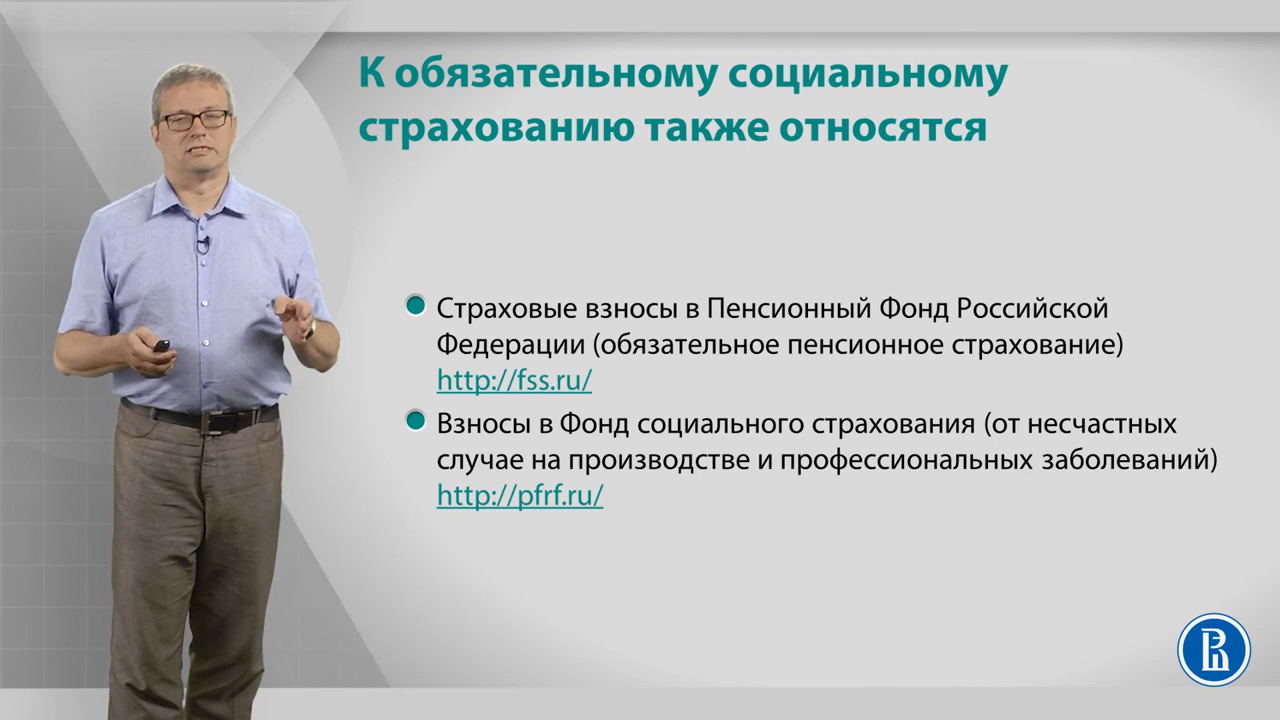 К обязательному социальному
страхованию также относятся
Страховые взносы в Пенсионный Фонд Российской
Федерации (обязательное пенсионное страхование)
http://fss.ru/
Взносы в Фонд социального страхования (от несчастных
случае на производстве и профессиональных заболеваний)
http://pfrf.ru/